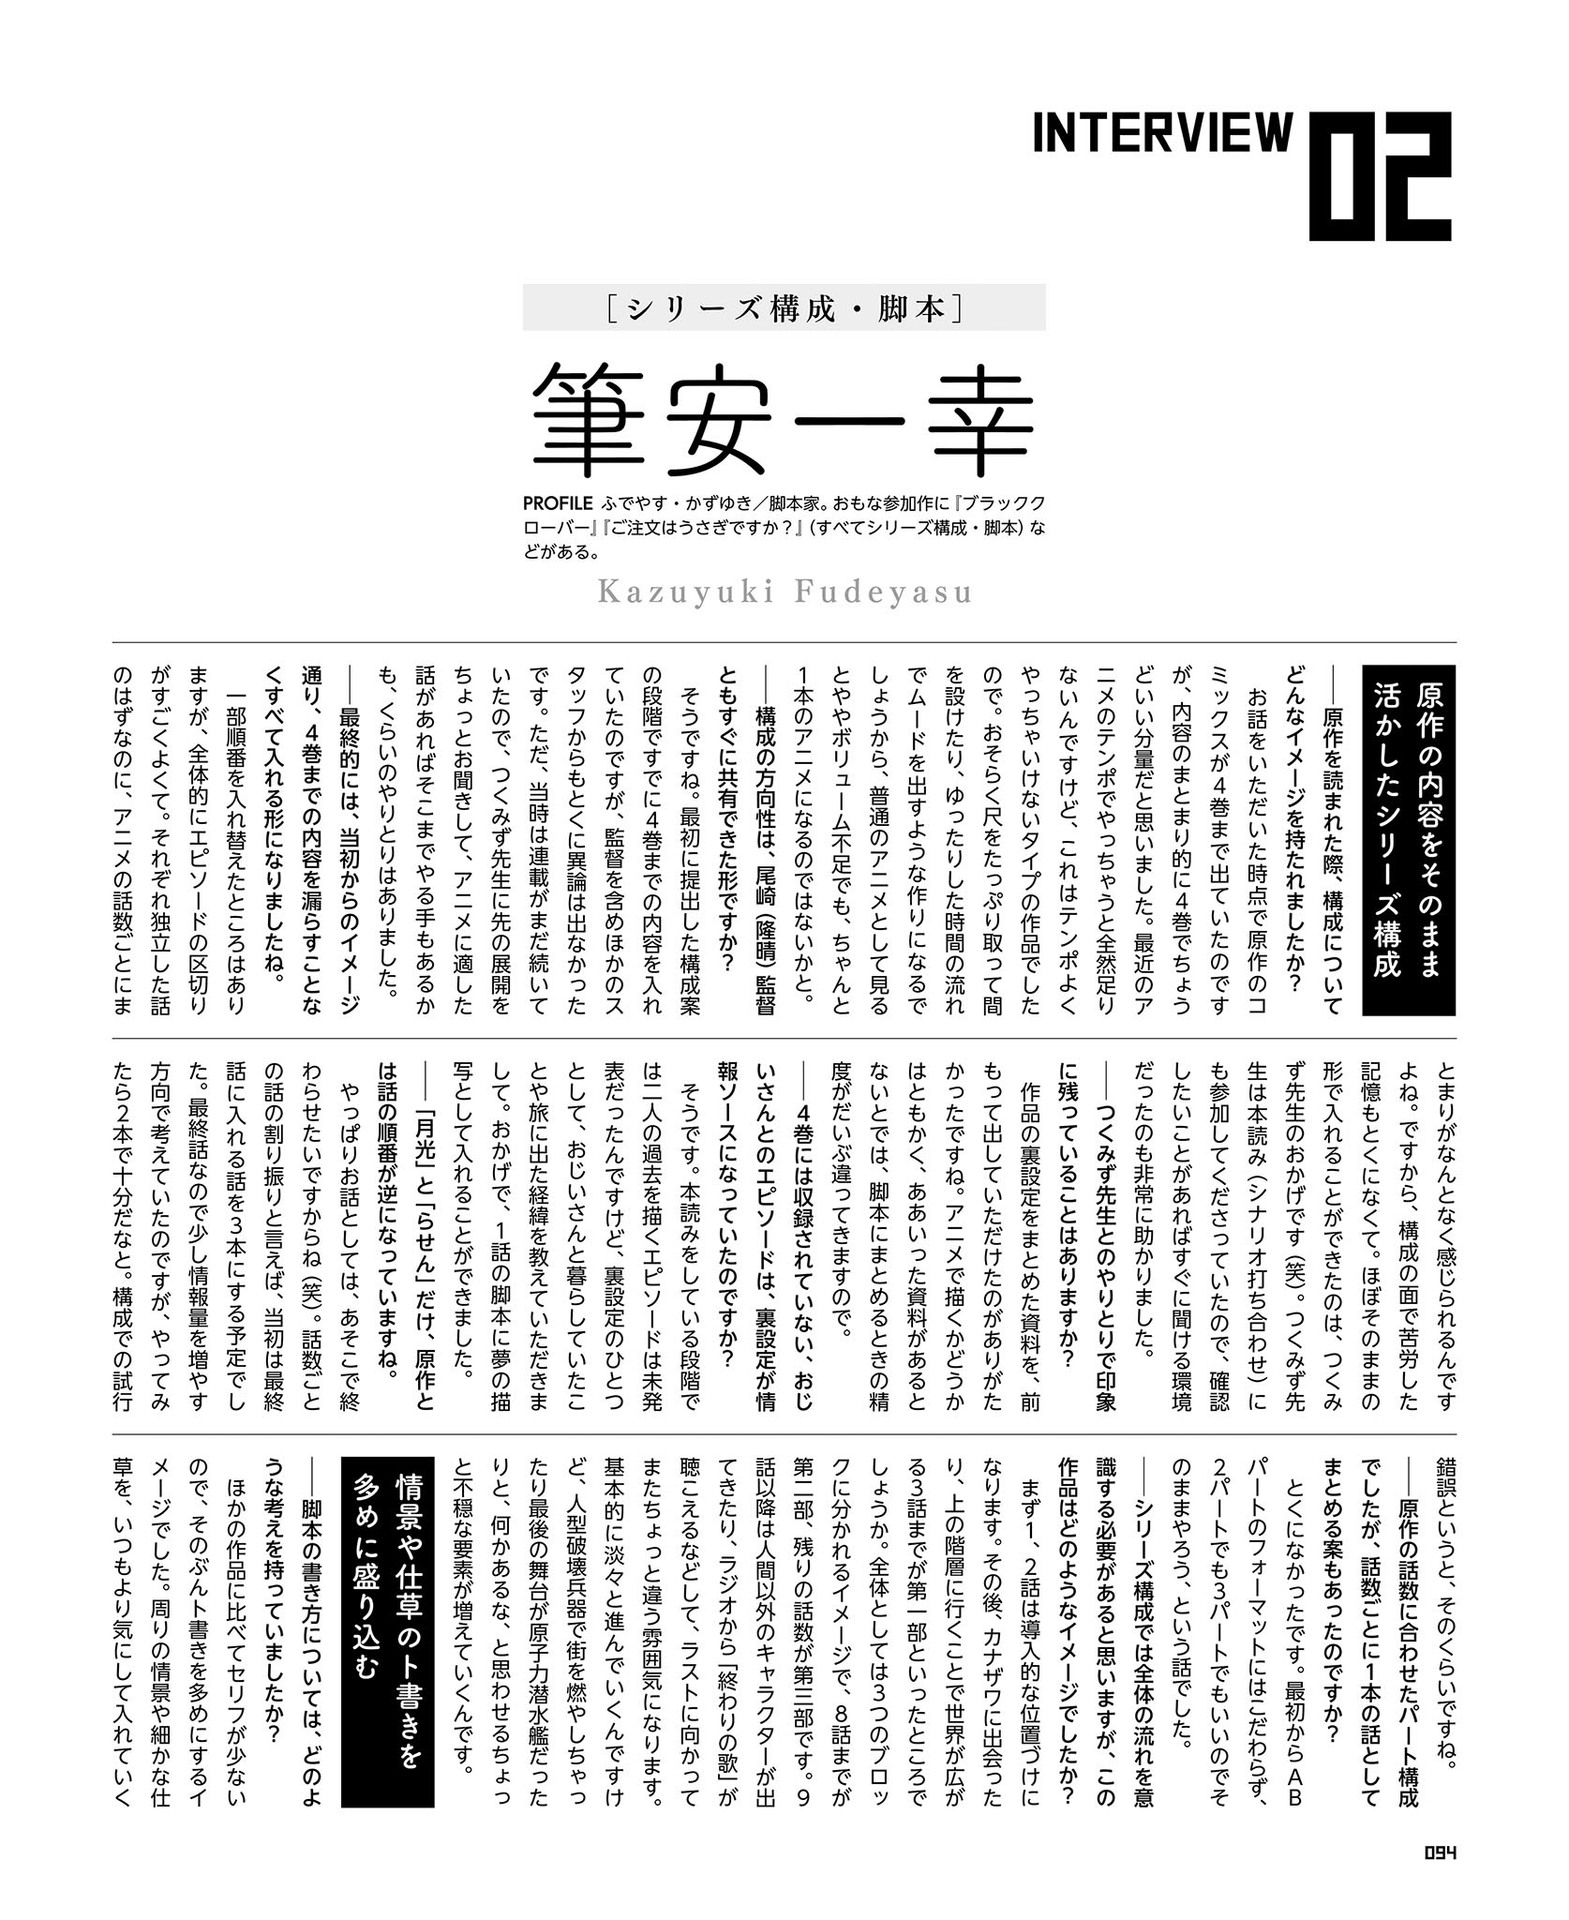 INTERVIEW 02
［シリーズ構成・脚本］
筆安一幸
PROFILE ふでやす・かずゆき／脚本家。おもな参加作に『ブラックク
ローバー』『ご注文はうさぎですか？』（すべてシリーズ構成・脚本）な
どがある。
Kazuyuki Fudeyasu
原作の内容をそのまま
活かしたシリーズ構成
――原作を読まれた際、構成について
どんなイメージを持たれましたか？
　お話をいただいた時点で原作のコ
ミックスが４巻まで出ていたのです
が、内容のまとまり的に４巻でちょう
どいい分量だと思いました。最近のア
ニメのテンポでやっちゃうと全然足り
ないんですけど、これはテンポよく
やっちゃいけないタイプの作品でした
ので。おそらく尺をたっぷり取って間
を設けたり、ゆったりした時間の流れ
でムードを出すような作りになるで
しょうから、普通のアニメとして見る
とややボリューム不足でも、ちゃんと
１本のアニメになるのではないかと。
――構成の方向性は、尾崎（隆晴）監督
ともすぐに共有できた形ですか？
　そうですね。最初に提出した構成案
の段階ですでに４巻までの内容を入れ
ていたのですが、監督を含めほかのス
タッフからもとくに異論は出なかった
です。ただ、当時は連載がまだ続いて
いたので、つくみず先生に先の展開を
ちょっとお聞きして、アニメに適した
話があればそこまでやる手もあるか
も、くらいのやりとりはありました。
――最終的には、当初からのイメージ
通り、４巻までの内容を漏らすことな
くすべて入れる形になりましたね。
　一部順番を入れ替えたところはあり
ますが、全体的にエピソードの区切り
がすごくよくて。それぞれ独立した話
のはずなのに、アニメの話数ごとにま
とまりがなんとなく感じられるんです
よね。ですから、構成の面で苦労した
記憶もとくになくて。ほぼそのままの
形で入れることができたのは、つくみ
ず先生のおかげです（笑）。つくみず先
生は本読み（シナリオ打ち合わせ）に
も参加してくださっていたので、確認
したいことがあればすぐに聞ける環境
だったのも非常に助かりました。
――つくみず先生とのやりとりで印象
に残っていることはありますか？
　作品の裏設定をまとめた資料を、前
もって出していただけたのがありがた
かったですね。アニメで描くかどうか
はともかく、ああいった資料があると
ないとでは、脚本にまとめるときの精
度がだいぶ違ってきますので。
――４巻には収録されていない、おじ
いさんとのエピソードは、裏設定が情
報ソースになっていたのですか？
　そうです。本読みをしている段階で
は二人の過去を描くエピソードは未発
表だったんですけど、裏設定のひとつ
として、おじいさんと暮らしていたこ
とや旅に出た経緯を教えていただきま
して。おかげで、１話の脚本に夢の描
写として入れることができました。
――「月光」と「らせん」だけ、原作と
は話の順番が逆になっていますね。
　やっぱりお話としては、あそこで終
わらせたいですからね（笑）。話数ごと
の話の割り振りと言えば、当初は最終
話に入れる話を３本にする予定でし
た。最終話なので少し情報量を増やす
方向で考えていたのですが、やってみ
たら２本で十分だなと。構成での試行
錯誤というと、そのくらいですね。
――原作の話数に合わせたパート構成
でしたが、話数ごとに１本の話として
まとめる案もあったのですか？
　とくになかったです。最初からＡＢ
パートのフォーマットにはこだわらず、
２パートでも３パートでもいいのでそ
のままやろう、という話でした。
――シリーズ構成では全体の流れを意
識する必要があると思いますが、この
作品はどのようなイメージでしたか？
　まず１、２話は導入的な位置づけに
なります。その後、カナザワに出会った
り、上の階層に行くことで世界が広が
る３話までが第一部といったところで
しょうか。全体としては３つのブロッ
クに分かれるイメージで、８話までが
第二部、残りの話数が第三部です。９
話以降は人間以外のキャラクターが出
てきたり、ラジオから「終わりの歌」が
聴こえるなどして、ラストに向かって
またちょっと違う雰囲気になります。
基本的に淡々と進んでいくんですけ
ど、人型破壊兵器で街を燃やしちゃっ
たり最後の舞台が原子力潜水艦だった
りと、何かあるな、と思わせるちょっ
と不穏な要素が増えていくんです。
情景や仕草のト書きを
多めに盛り込む
――脚本の書き方については、どのよ
うな考えを持っていましたか？
　ほかの作品に比べてセリフが少ない
ので、そのぶんト書きを多めにするイ
メージでした。周りの情景や細かな仕
草を、いつもより気にして入れていく
094